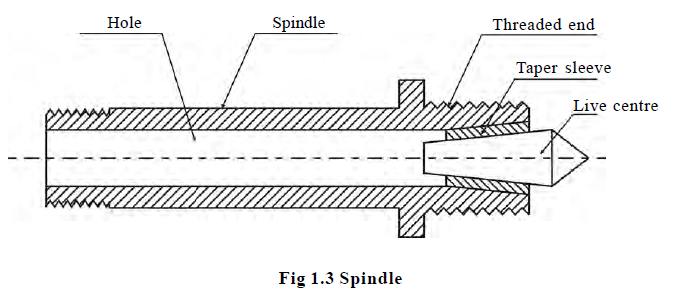 Hole
Spindle
Threaded end
Taper sleeve
Live centre
Fig 1.3 Spindle